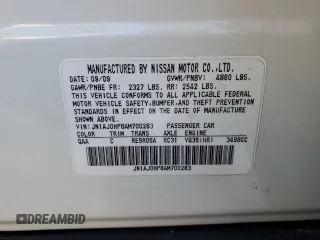 MANUFACTURED BY NISSAN MOTOR CO.,LTD.
DATE: 09/09 GVWR/PNBV: 4860 LBS.
GAWR/PNBE FR: 2327 LBS. RR: 2542 LBS.
THIS VEHICLE CONFORMS TO ALL APPLICABLE FEDERAL
MOTOR VEHICLE SAFETY,BUMPER,AND THEFT PREVENTION
STANDARDS IN EFFECT ON THE DATE OF MANUFACTURE
SHOWN ABOVE.
VIN: JN1AJ0HP8AM700283 PASSENGER CAR
COLOR TRIM TRANS AXLE ENGINE
QAA C RE5R05A RC31 VQ35(HR) 3498CC
JN1AJ0HP8AM700283
BIDRAMBID